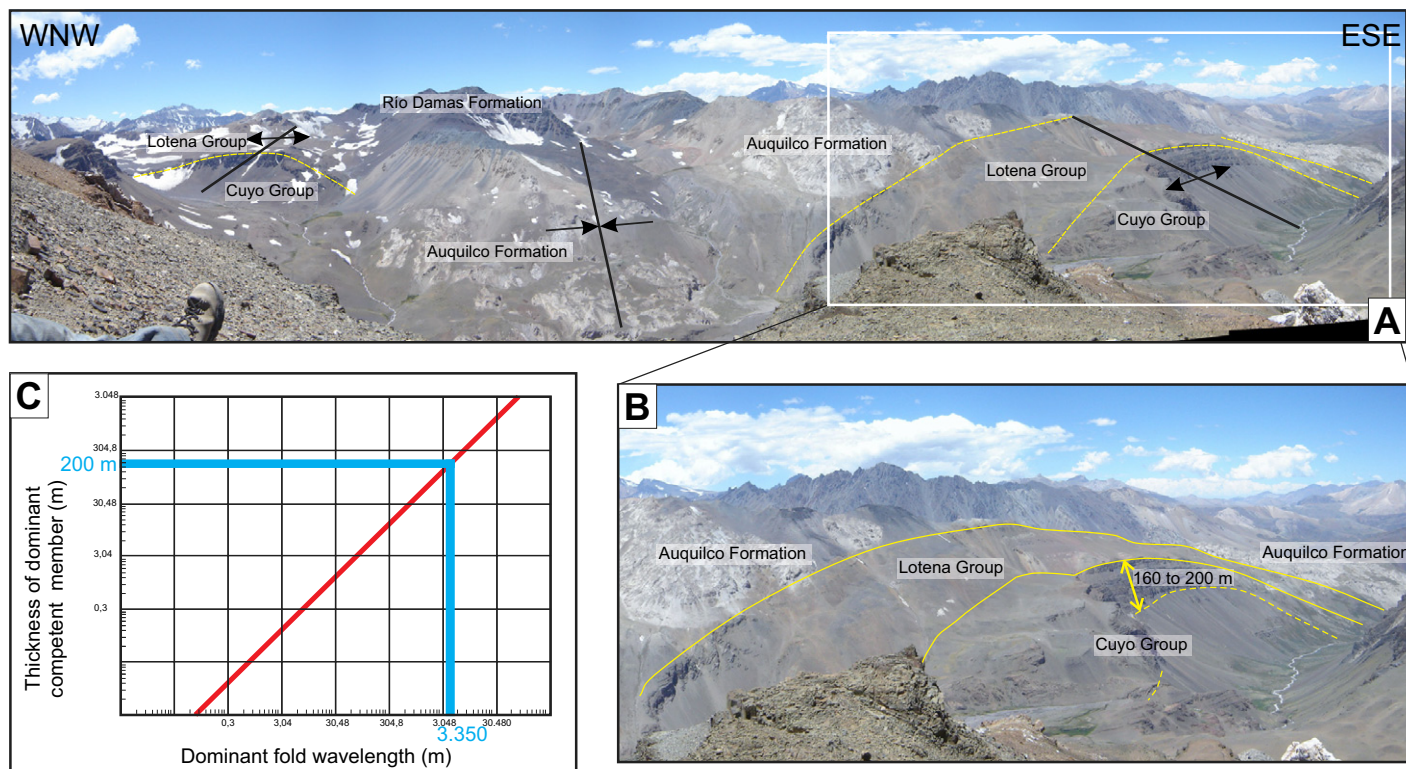 WNW
ESE
Río Damas Formation
Lotena Group
Auquilco Formation
Lotena Group
Cuyo Group
Cuyo Group
Auquilco Formation
A
C
3.048
304,8
200 m
30,48
3,04
0,3
Thickness of dominant
competent member (m)
0,3
3,04
30,48
304,8
3.048
30.480
3.350
Dominant fold wavelength (m)
B
Auquilco Formation
Auquilco Formation
Lotena Group
160 to 200 m
Cuyo Group